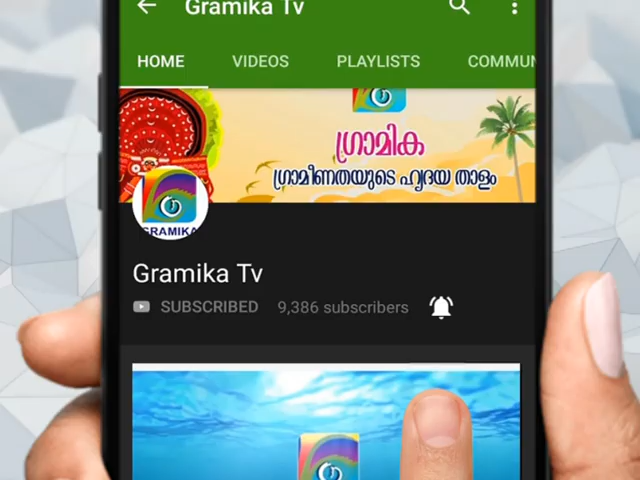 Gramika Tv
HOME VIDEOS PLAYLISTS COMMUN
ഗ്രാമിക
ഗ്രാമീണതയുടെ ഹൃദയ താളം
GRAMIKA
Gramika Tv
SUBSCRIBED 9,386 subscribers